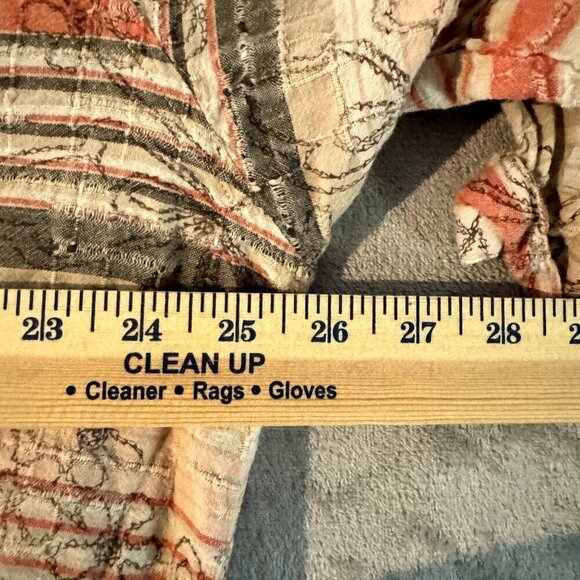 23 24 25 26 27 28
CLEAN UP
• Cleaner • Rags • Gloves